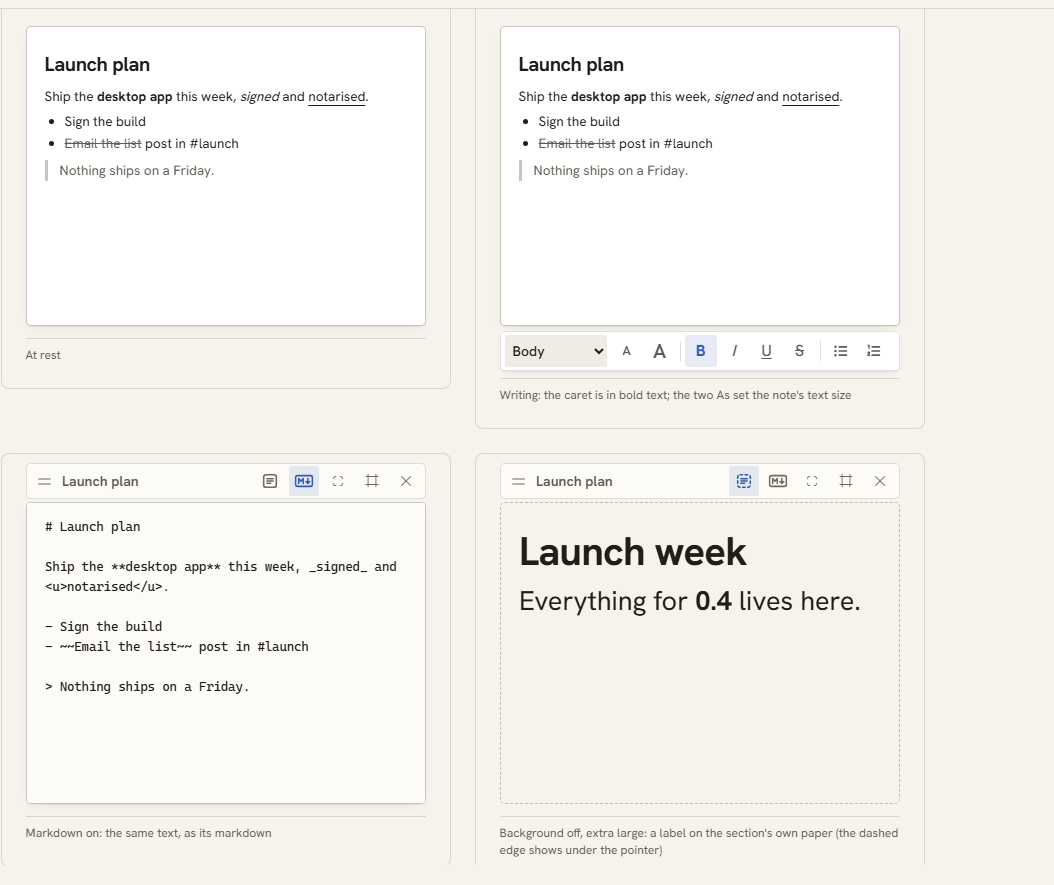 Launch plan
Ship the desktop app this week, signed and notarised.
Sign the build
Email the list post in #launch
Nothing ships on a Friday.
At rest
Launch plan
Ship the desktop app this week, signed and notarised.
Sign the build
Email the list post in #launch
Nothing ships on a Friday.
Body A A B I U S
Writing: the caret is in bold text; the two As set the note's text size
Launch plan M↓
# Launch plan
Ship the **desktop app** this week, _signed_ and
<u>notarised</u>.
- Sign the build
- ~~Email the list~~ post in #launch
> Nothing ships on a Friday.
Markdown on: the same text, as its markdown
Launch plan M↓
Launch week
Everything for 0.4 lives here.
Background off, extra large: a label on the section's own paper (the dashed
edge shows under the pointer)